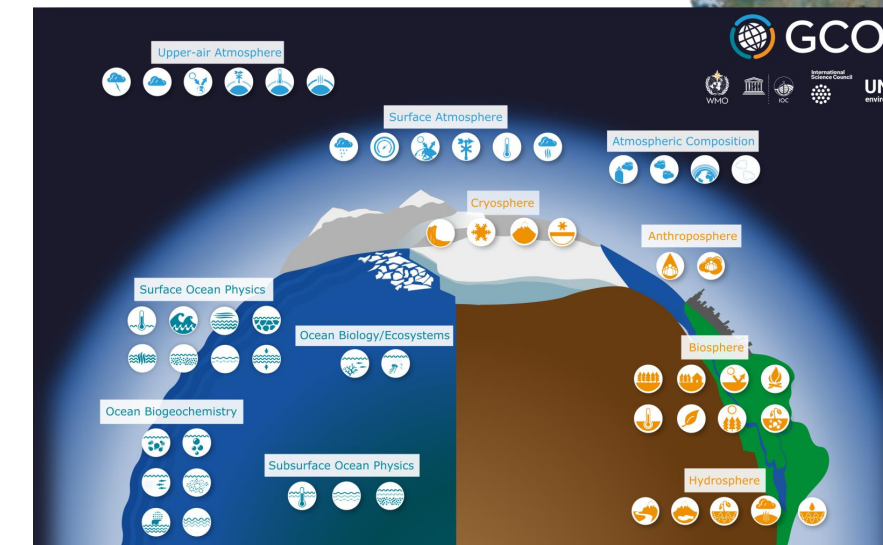 GCO
Upper-air Atmosphere
International
Science Council
WMO
IOC
UN
envir
Surface Atmosphere
Atmospheric Composition
Cryosphere
Anthroposphere
Surface Ocean Physics
Ocean Biology/Ecosystems
Biosphere
Ocean Biogeochemistry
Subsurface Ocean Physics
Hydrosphere